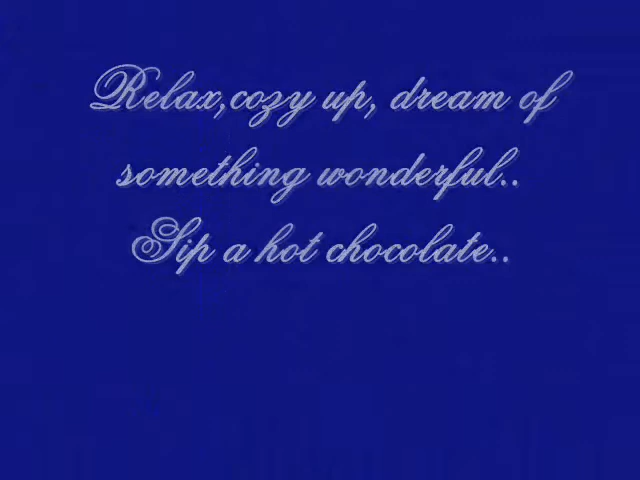 Relax,cozy up, dream of
something wonderful..
Sip a hot chocolate..